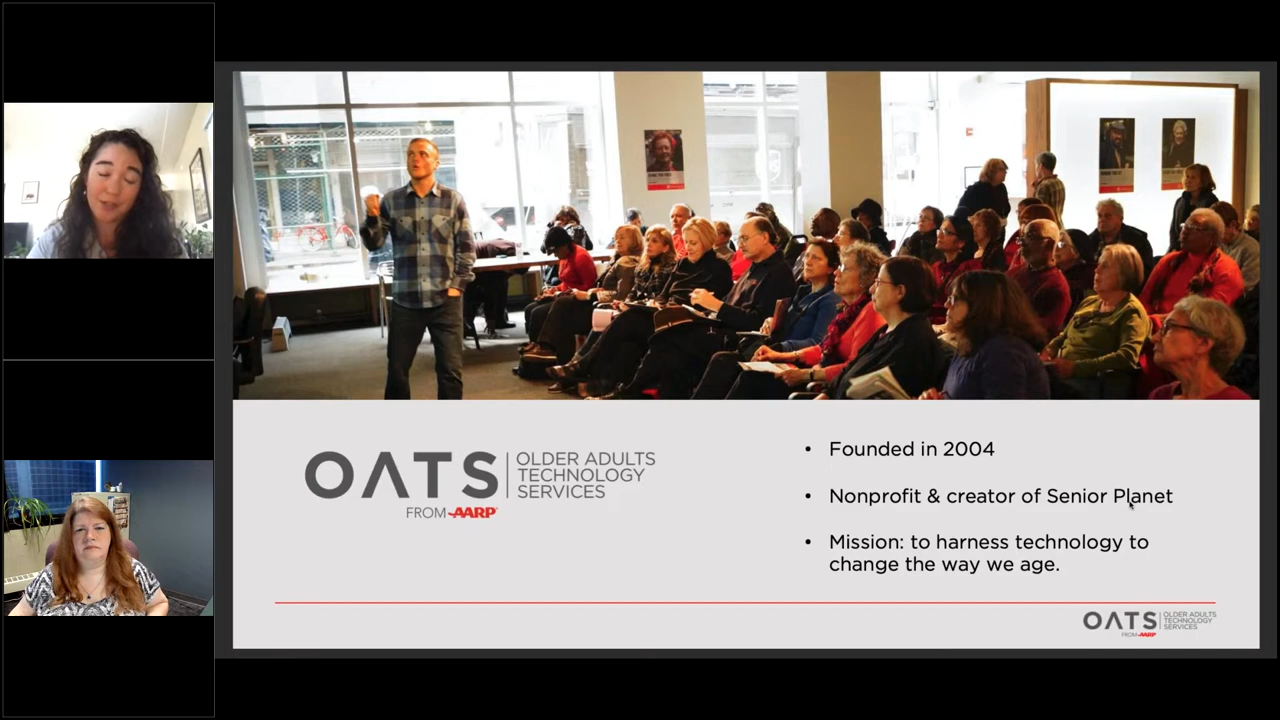 OATS
OLDER ADULTS
TECHNOLOGY
SERVICES
FROM AARP
• Founded in 2004
• Nonprofit & creator of Senior Planet
• Mission: to harness technology to
change the way we age.
OATS
OLDER ADULTS
TECHNOLOGY
SERVICES
FROM AARP